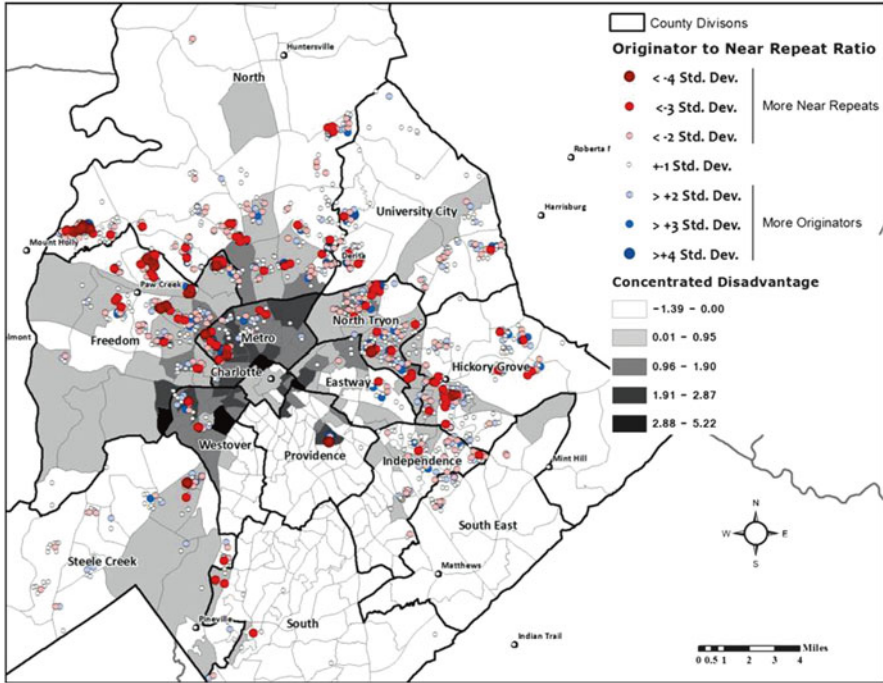 County Divisons
Originator to Near Repeat Ratio
< -4 Std. Dev.
<-3 Std. Dev.
More Near Repeats
< -2 Std. Dev.
+-1 Std. Dev.
> +2 Std. Dev.
> +3 Std. Dev.
More Originators
>+4 Std. Dev.
Concentrated Disadvantage
-1.39 - 0.00
0.01 - 0.95
0.96 - 1.90
1.91 - 2.87
2.88 - 5.22
Huntersville
North
Roberta
University City
Harrisburg
Mount Holly
Derita
Paw Creek
North Tryon
Freedom
Metro
Charlotte
Eastway
Hickory Grove
Westover
Providence
Independence
Mint Hill
South East
Steele Creek
Matthews
Pineville
South
Indian Trail
N
W E
S
Miles
0 0.5 1 2 3 4